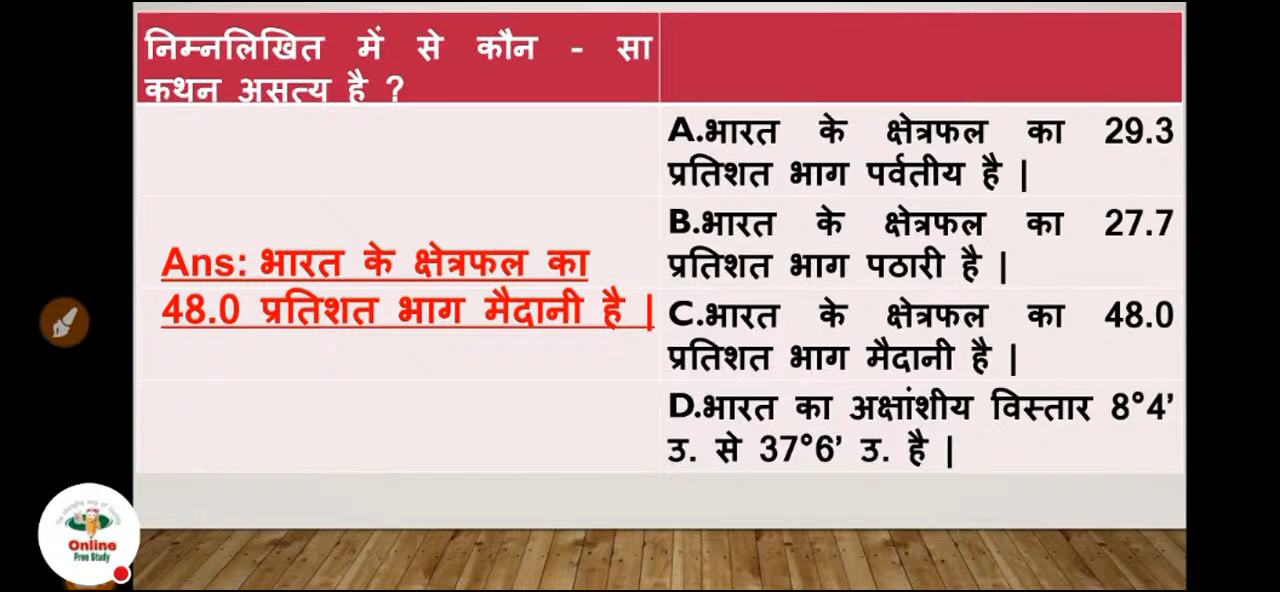 निम्नलिखित में से कौन - सा
कथन असत्य है ?
A.भारत के क्षेत्रफल का 29.3
प्रतिशत भाग पर्वतीय है |
B.भारत के क्षेत्रफल का 27.7
प्रतिशत भाग पठारी है |
Ans: भारत के क्षेत्रफल का
48.0 प्रतिशत भाग मैदानी है |
C.भारत के क्षेत्रफल का 48.0
प्रतिशत भाग मैदानी है |
D.भारत का अक्षांशीय विस्तार 8°4’
उ. से 37°6’ उ. है |
Online
Free Study